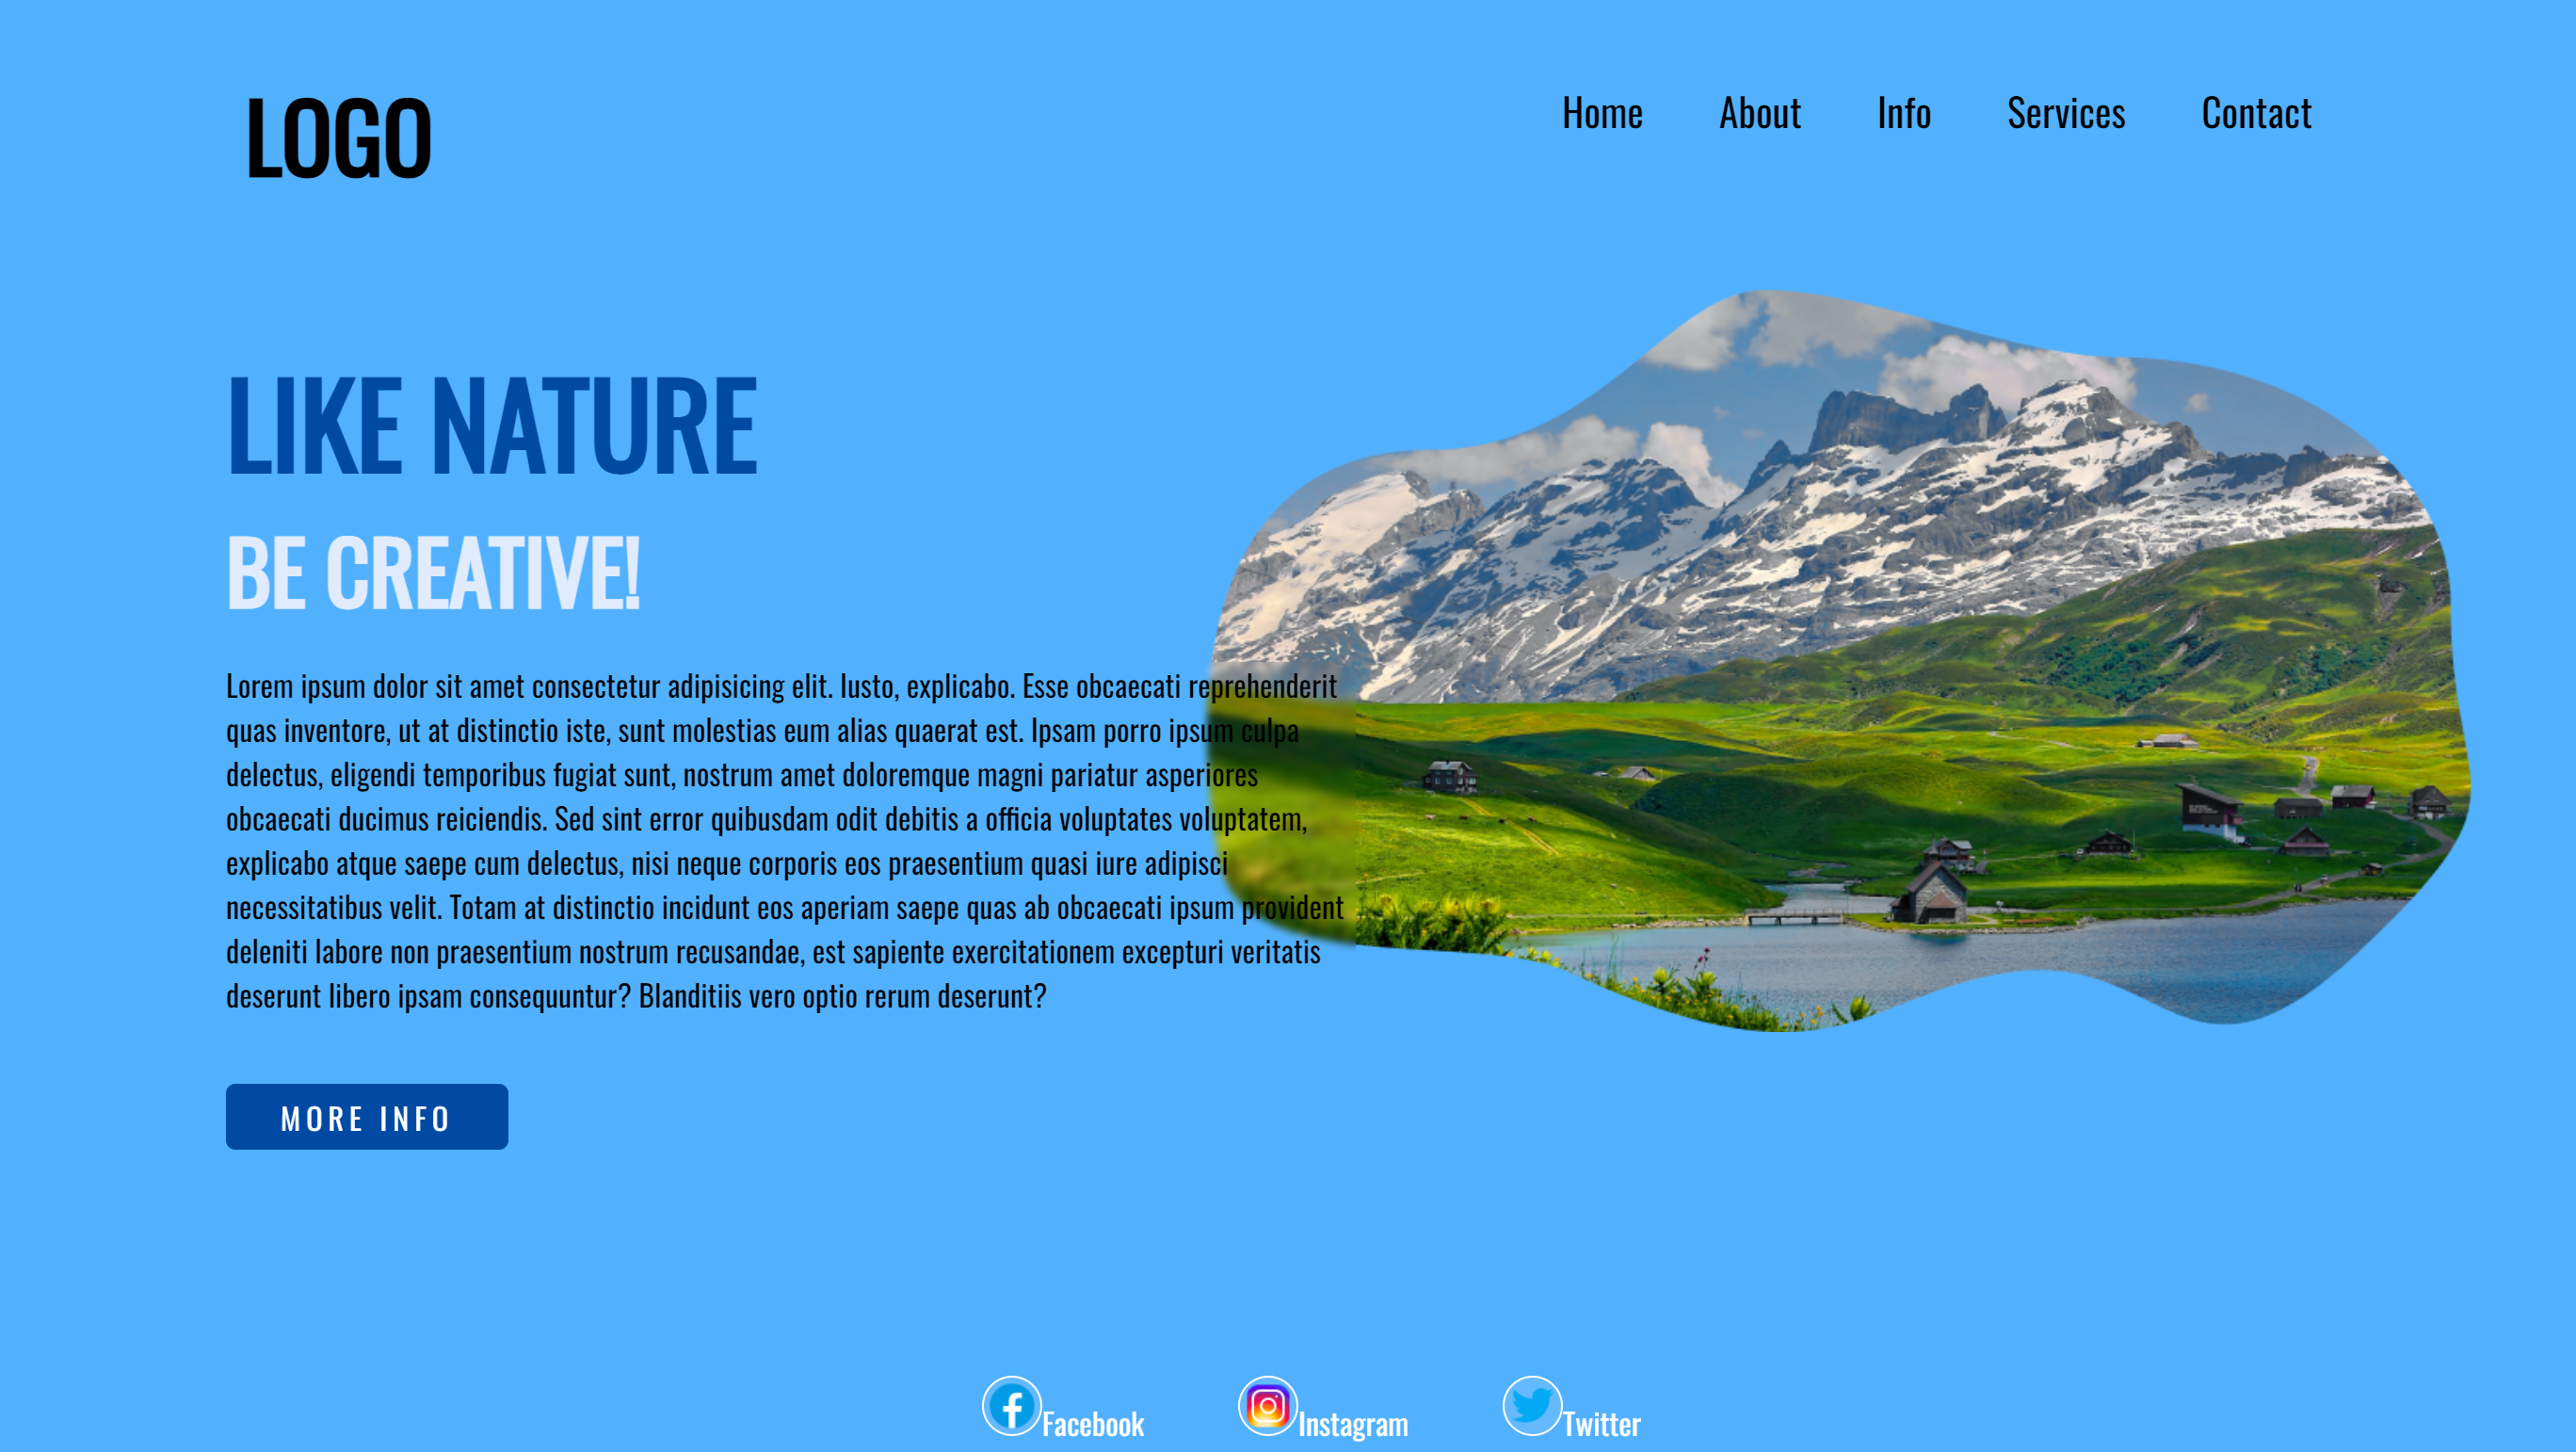 LOGO
Home About Info Services Contact
LIKE NATURE
BE CREATIVE!
Lorem ipsum dolor sit amet consectetur adipisicing elit. Iusto, explicabo. Esse obcaecati reprehenderit
quas inventore, ut at distinctio iste, sunt molestias eum alias quaerat est. Ipsam porro ipsum culpa
delectus, eligendi temporibus fugiat sunt, nostrum amet doloremque magni pariatur asperiores
obcaecati ducimus reiciendis. Sed sint error quibusdam odit debitis a officia voluptates voluptatem,
explicabo atque saepe cum delectus, nisi neque corporis eos praesentium quasi iure adipisci
necessitatibus velit. Totam at distinctio incidunt eos aperiam saepe quas ab obcaecati ipsum provident
deleniti labore non praesentium nostrum recusandae, est sapiente exercitationem excepturi veritatis
deserunt libero ipsam consequuntur? Blanditiis vero optio rerum deserunt?
MORE INFO
Facebook Instagram Twitter